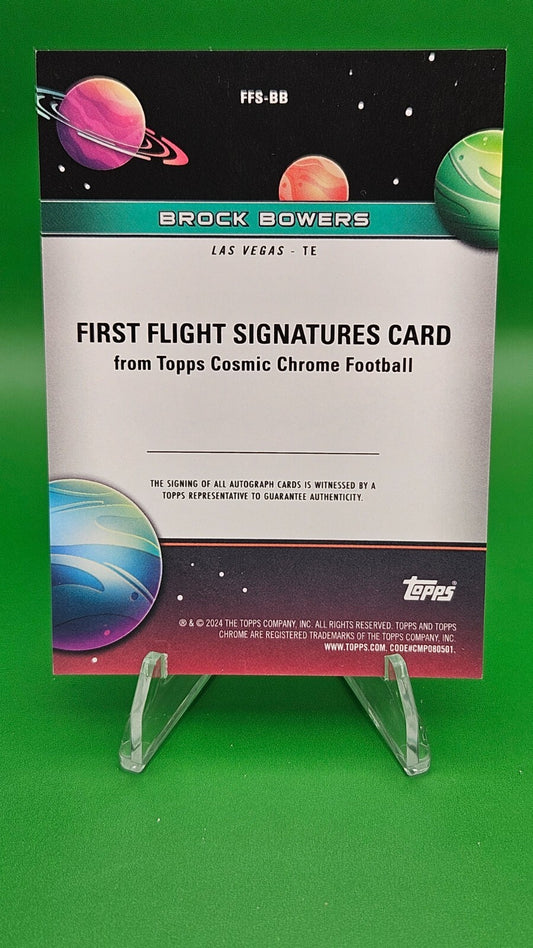 FFS-BB
BROCK BOWERS
LAS VEGAS - TE
FIRST FLIGHT SIGNATURES CARD
from Topps Cosmic Chrome Football
THE SIGNING OF ALL AUTOGRAPH CARDS IS WITNESSED BY A
TOPPS REPRESENTATIVE TO GUARANTEE AUTHENTICITY.
topps®
® & © 2024 THE TOPPS COMPANY, INC. ALL RIGHTS RESERVED. TOPPS AND TOPPS
CHROME ARE REGISTERED TRADEMARKS OF THE TOPPS COMPANY, INC.
WWW.TOPPS.COM. CODE#CMP080501.